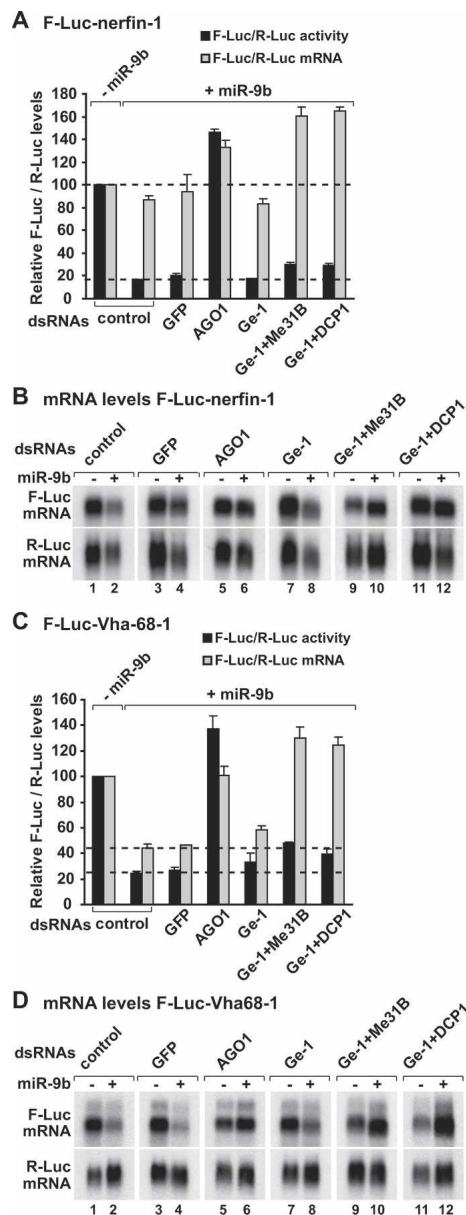 A F-Luc-nerfin-1
F-Luc/R-Luc activity
F-Luc/R-Luc mRNA
- miR-9b
+ miR-9b
Relative F-Luc / R-Luc levels
160
140
120
100
80
60
40
20
0
dsRNAs
control
GFP
AGO1
Ge-1
Ge-1+Me31B
Ge-1+DCP1
B mRNA levels F-Luc-nerfin-1
dsRNAs control GFP AGO1 Ge-1 Ge-1+Me31B Ge-1+DCP1
miR-9b - + - + - + - + - + - +
F-Luc
mRNA
R-Luc
mRNA
1 2 3 4 5 6 7 8 9 10 11 12
C F-Luc-Vha-68-1
F-Luc/R-Luc activity
F-Luc/R-Luc mRNA
- miR-9b
+ miR-9b
Relative F-Luc / R-Luc levels
160
140
120
100
80
60
40
20
0
dsRNAs
control
GFP
AGO1
Ge-1
Ge-1+Me31B
Ge-1+DCP1
D mRNA levels F-Luc-Vha68-1
dsRNAs control GFP AGO1 Ge-1 Ge-1+Me31B Ge-1+DCP1
miR-9b - + - + - + - + - + - +
F-Luc
mRNA
R-Luc
mRNA
1 2 3 4 5 6 7 8 9 10 11 12